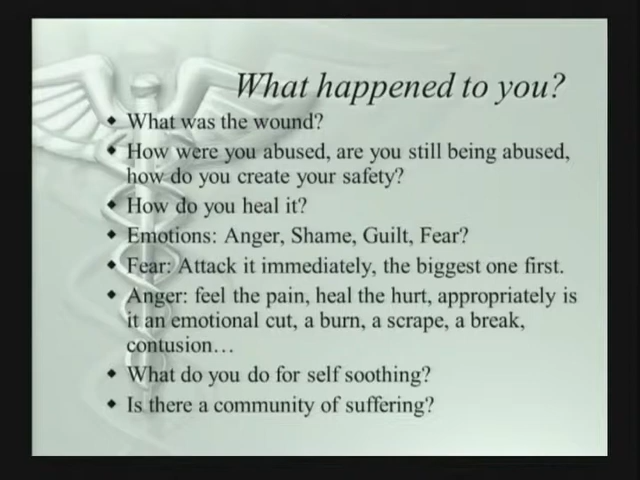 What happened to you?
◆ What was the wound?
◆ How were you abused, are you still being abused,
how do you create your safety?
◆ How do you heal it?
◆ Emotions: Anger, Shame, Guilt, Fear?
◆ Fear: Attack it immediately, the biggest one first.
◆ Anger: feel the pain, heal the hurt, appropriately is
it an emotional cut, a burn, a scrape, a break,
contusion…
◆ What do you do for self soothing?
◆ Is there a community of suffering?